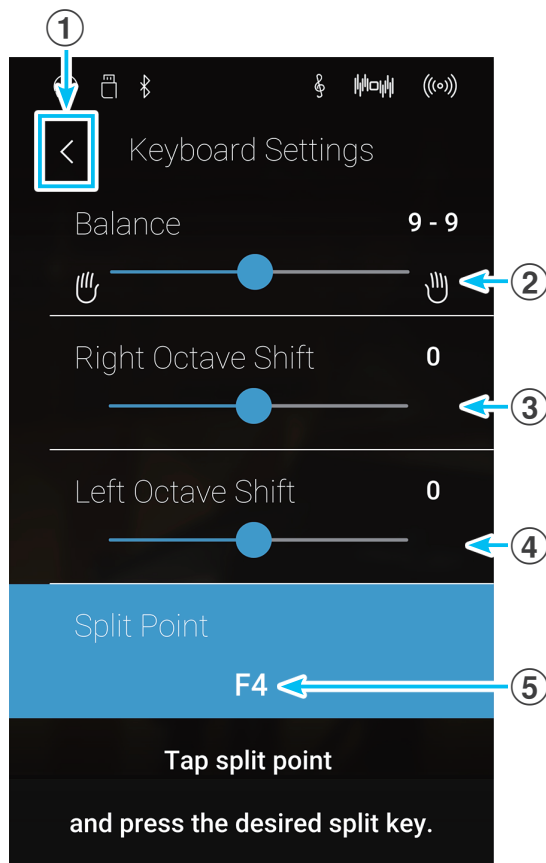 1
Keyboard Settings
Balance 9 - 9
2
Right Octave Shift 0
3
Left Octave Shift 0
4
Split Point
F4
5
Tap split point
and press the desired split key.